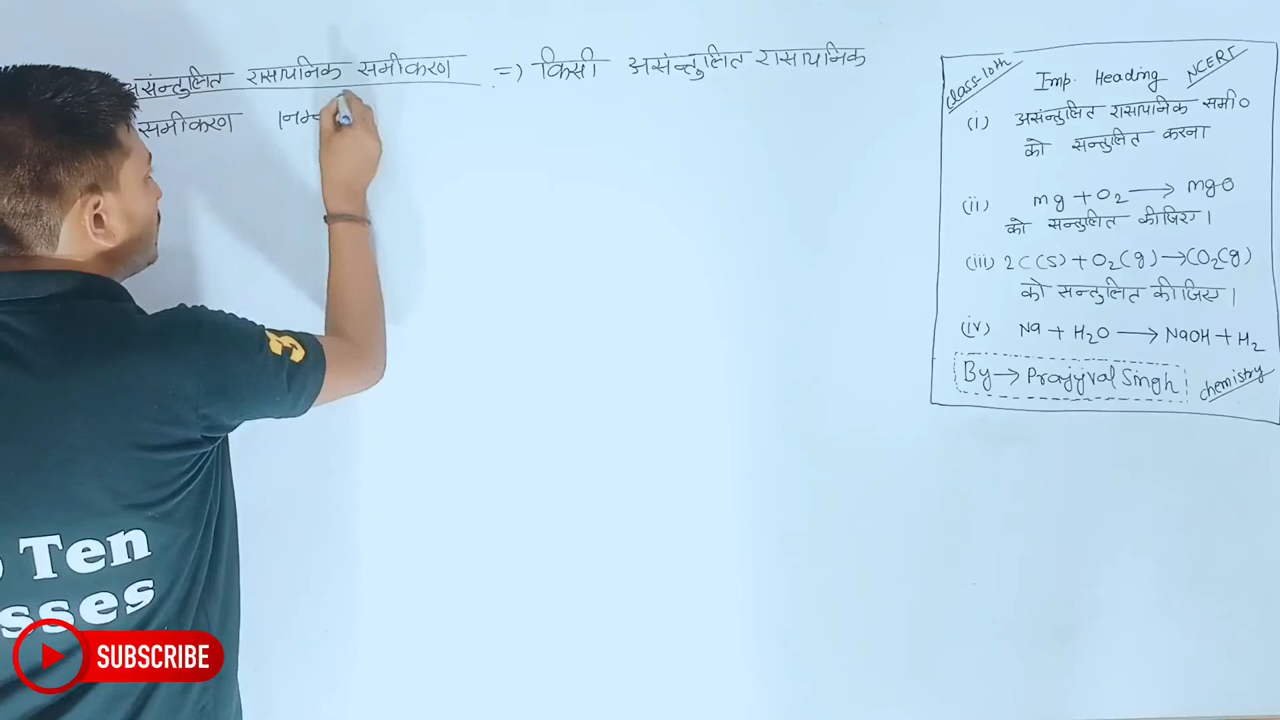 असंन्तुलित रासायनिक समीकरण => किसी असंन्तुलित रासायनिक
समीकरण
Class-10th
Imp. Heading
NCERT
(i) असंन्तुलित रासायनिक समी०
को सन्तुलित करना
(ii) mg + O₂ ⟶ mgO
को सन्तुलित कीजिए।
(iii) 2C(s) + O₂(g) → CO₂(g)
को सन्तुलित कीजिए।
(iv) Na + H₂O ⟶ NaOH + H₂
By → Prajyval Singh
chemistry
Ten
SUBSCRIBE